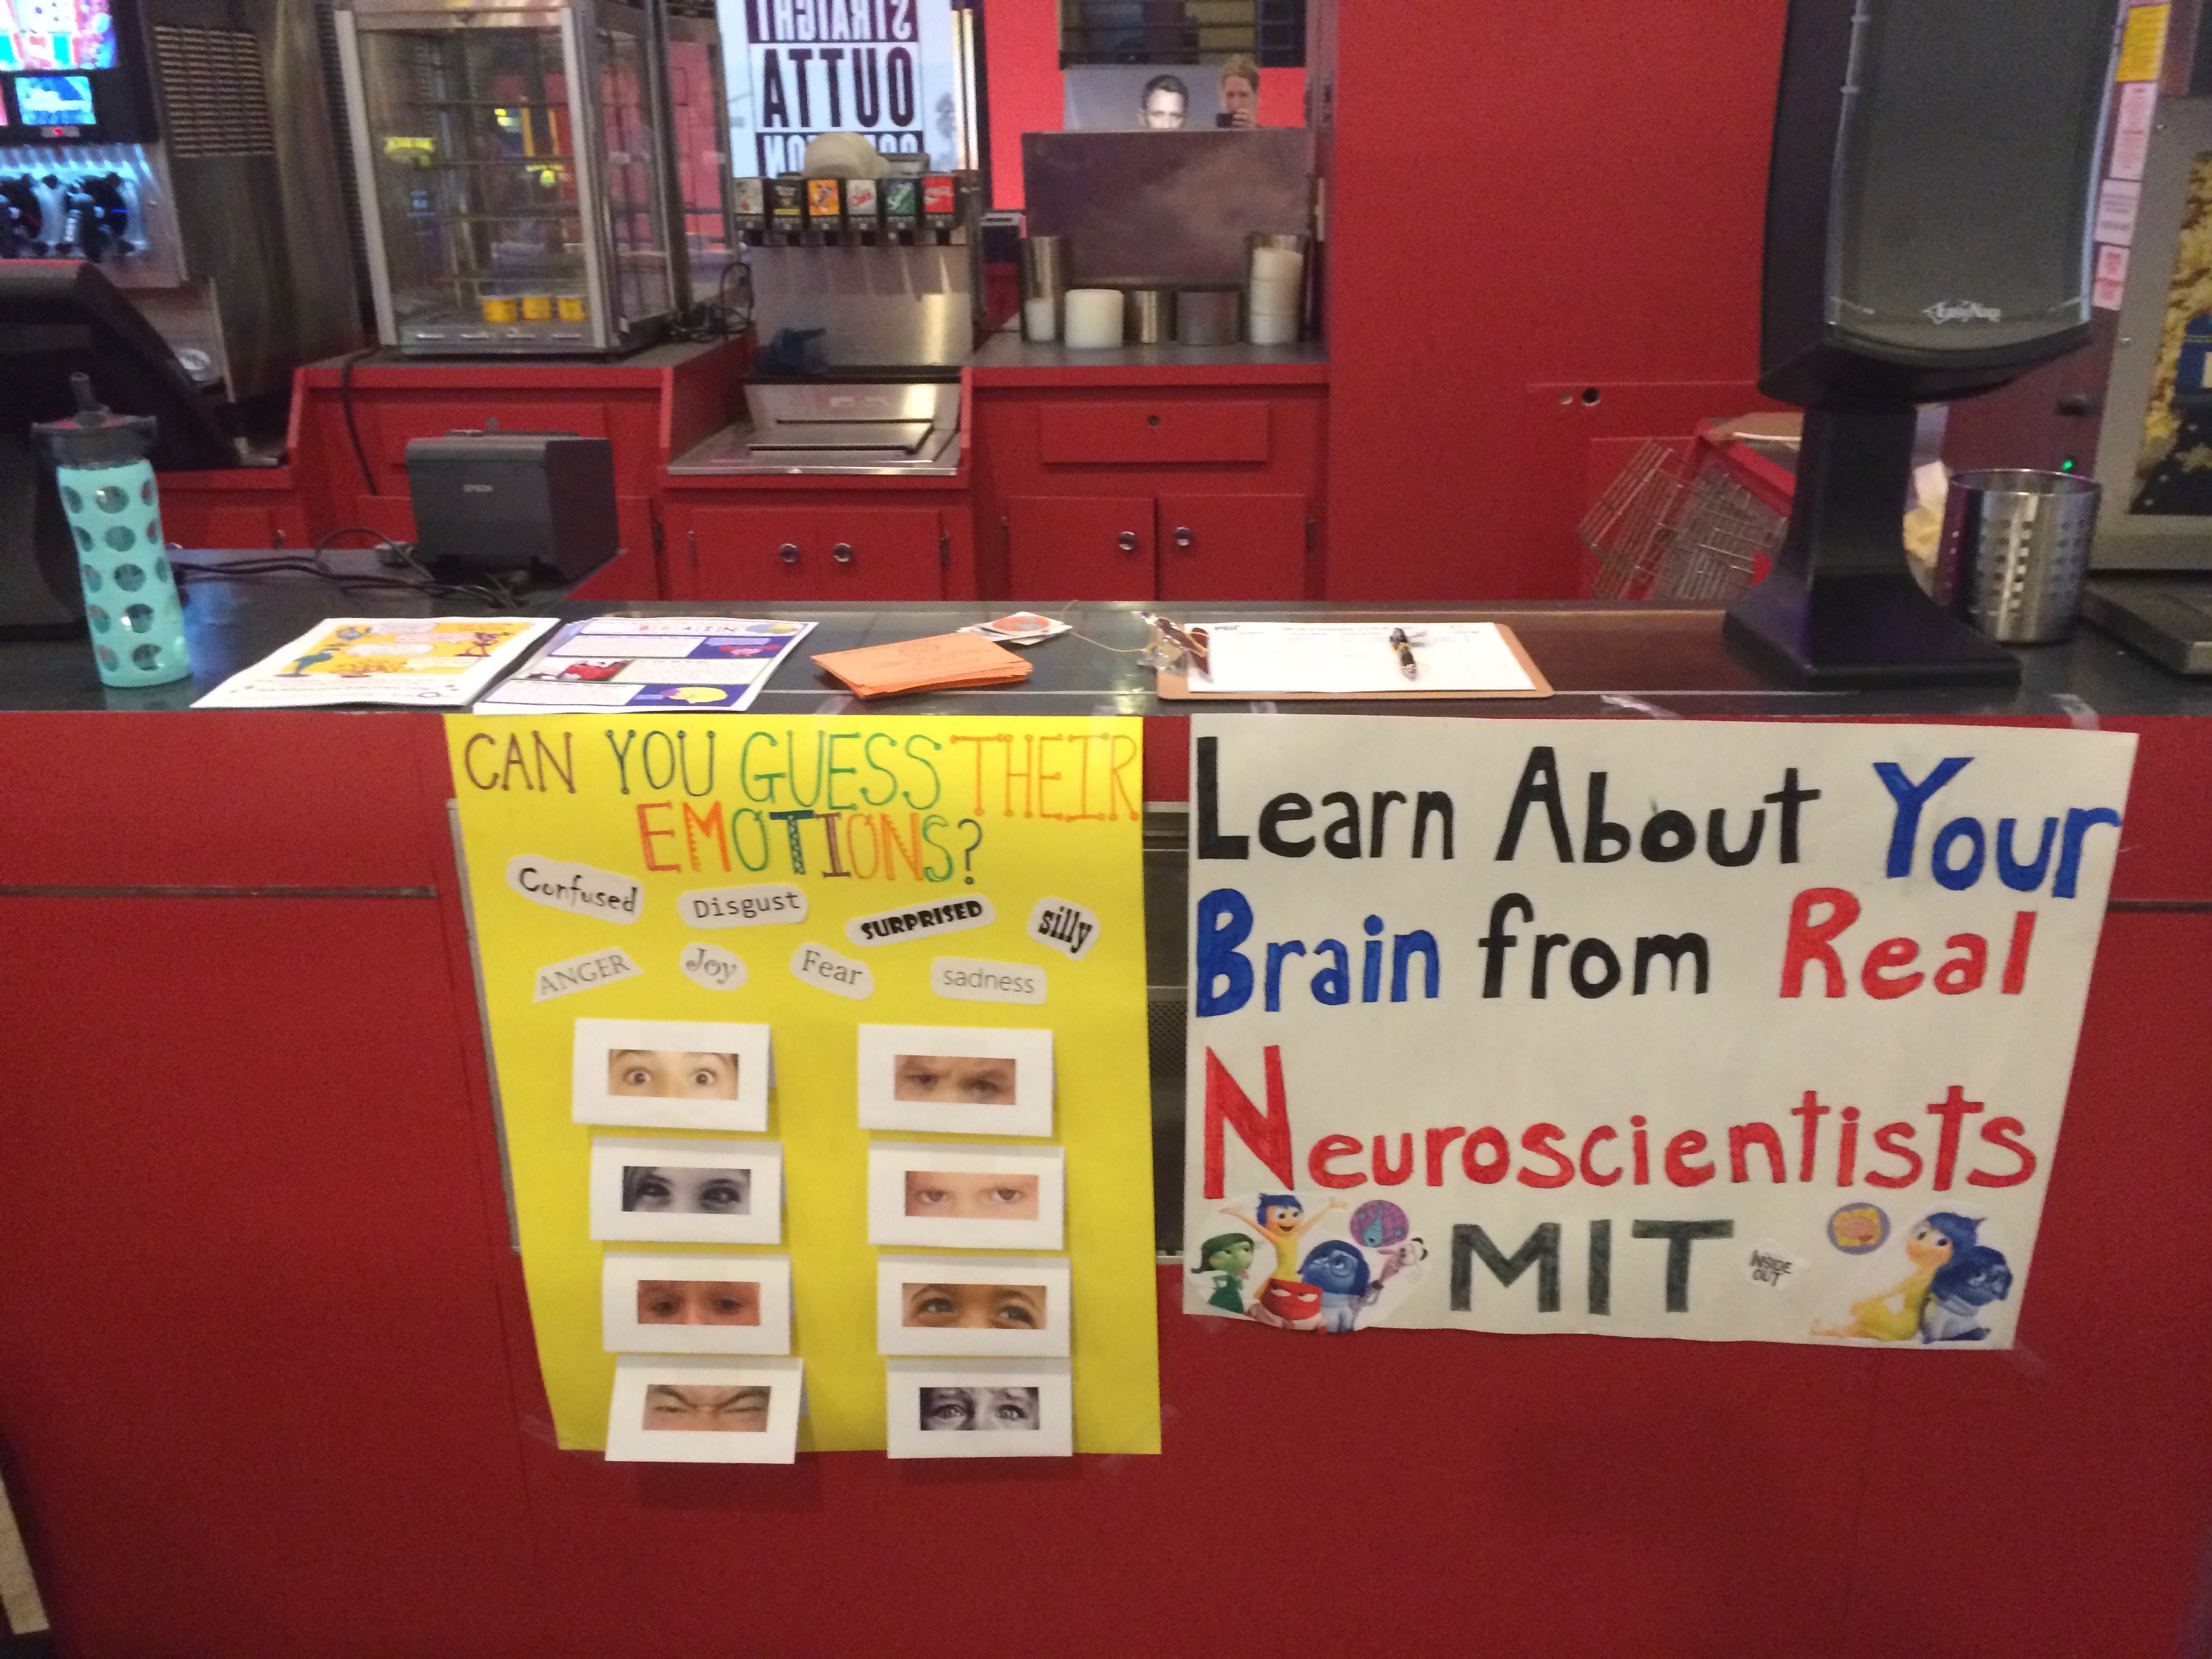 STRAIGHT
OUTTA
EPSON
EasyNap
BRAIN
CAN YOU GUESS THEIR
EMOTIONS?
Confused
Disgust
SURPRISED
silly
ANGER
Joy
Fear
sadness
Learn About Your
Brain from Real
Neuroscientists
MIT
INSIDE
OUT